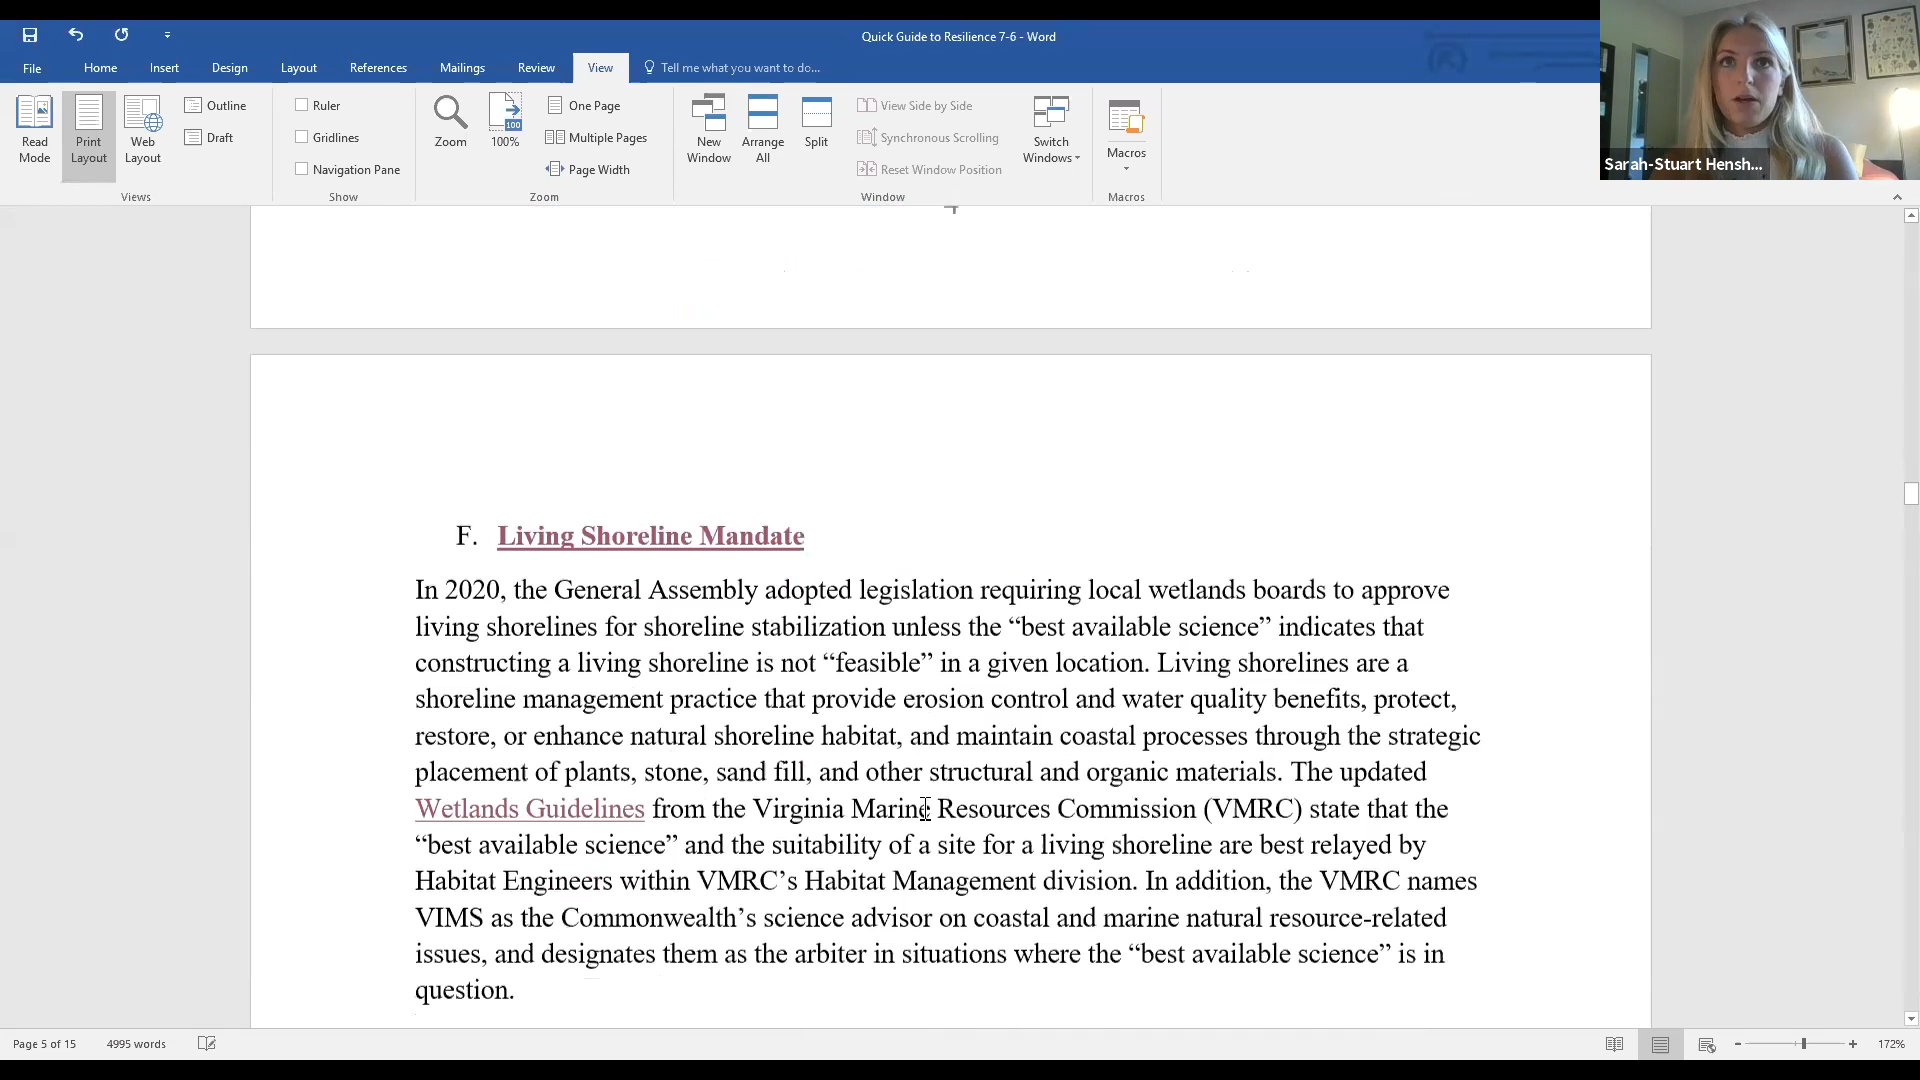 Quick Guide to Resilience 7-6 - Word
File Home Insert Design Layout References Mailings Review View Tell me what you want to do...
Read Mode
Print Layout
Web Layout
Outline
Draft
Views
Ruler
Gridlines
Navigation Pane
Show
Zoom
100
100%
One Page
Multiple Pages
Page Width
Zoom
New Window
Arrange All
Split
View Side by Side
Synchronous Scrolling
Reset Window Position
Switch Windows
Window
Macros
Macros
Sarah-Stuart Hensh...
F. Living Shoreline Mandate
In 2020, the General Assembly adopted legislation requiring local wetlands boards to approve
living shorelines for shoreline stabilization unless the “best available science” indicates that
constructing a living shoreline is not “feasible” in a given location. Living shorelines are a
shoreline management practice that provide erosion control and water quality benefits, protect,
restore, or enhance natural shoreline habitat, and maintain coastal processes through the strategic
placement of plants, stone, sand fill, and other structural and organic materials. The updated
Wetlands Guidelines from the Virginia Marine Resources Commission (VMRC) state that the
“best available science” and the suitability of a site for a living shoreline are best relayed by
Habitat Engineers within VMRC’s Habitat Management division. In addition, the VMRC names
VIMS as the Commonwealth’s science advisor on coastal and marine natural resource-related
issues, and designates them as the arbiter in situations where the “best available science” is in
question.
Page 5 of 15 4995 words 172%